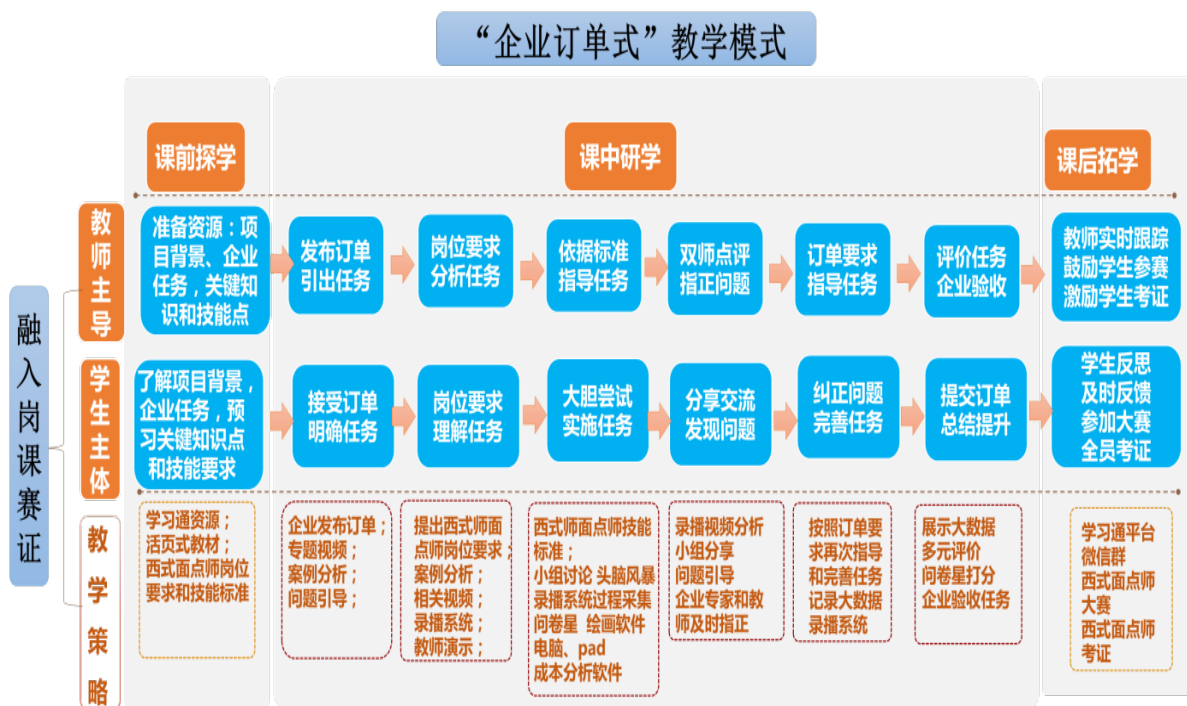 “企业订单式”教学模式
课前探学
课中研学
课后拓学
融入岗课赛证
教师主导
准备资源：项
目背景、企业
任务，关键知
识和技能点
发布订单
引出任务
岗位要求
分析任务
依据标准
指导任务
双师点评
指正问题
订单要求
指导任务
评价任务
企业验收
教师实时跟踪
鼓励学生参赛
激励学生考证
学生主体
了解项目背景，
企业任务，预
习关键知识点
和技能要求
接受订单
明确任务
岗位要求
理解任务
大胆尝试
实施任务
分享交流
发现问题
纠正问题
完善任务
提交订单
总结提升
学生反思
及时反馈
参加大赛
全员考证
教学策略
学习通资源；
活页式教材；
西式面点师岗位
要求和技能标准
企业发布订单；
专题视频；
案例分析；
问题引导；
提出西式师面
点师岗位要求；
案例分析；
相关视频；
录播系统；
教师演示；
西式师面点师技能
标准；
小组讨论 头脑风暴
录播系统过程采集
问卷星 绘画软件
电脑、pad
成本分析软件
录播视频分析
小组分享
问题引导
企业专家和教
师及时指正
按照订单要
求再次指导
和完善任务
记录大数据
录播系统
展示大数据
多元评价
问卷星打分
企业验收任务
学习通平台
微信群
西式面点师
大赛
西式面点师
考证